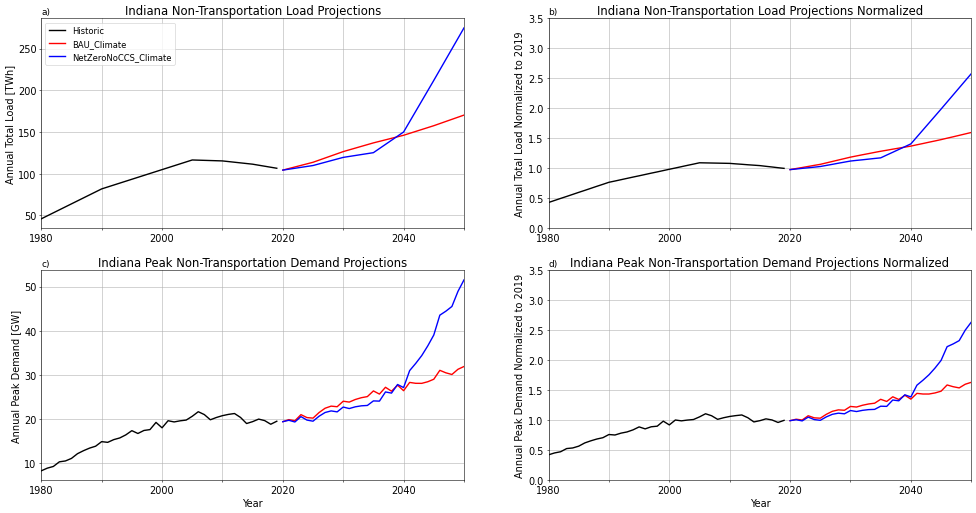 a)
Indiana Non-Transportation Load Projections
Historic
BAU_Climate
NetZeroNoCCS_Climate
Annual Total Load [TWh]
250
200
150
100
50
1980
2000
2020
2040
b)
Indiana Non-Transportation Load Projections Normalized
Annual Total Load Normalized to 2019
3.5
3.0
2.5
2.0
1.5
1.0
0.5
0.0
1980
2000
2020
2040
c)
Indiana Peak Non-Transportation Demand Projections
Annual Peak Demand [GW]
50
40
30
20
10
1980
2000
2020
2040
Year
d)
Indiana Peak Non-Transportation Demand Projections Normalized
Annual Peak Demand Normalized to 2019
3.5
3.0
2.5
2.0
1.5
1.0
0.5
0.0
1980
2000
2020
2040
Year